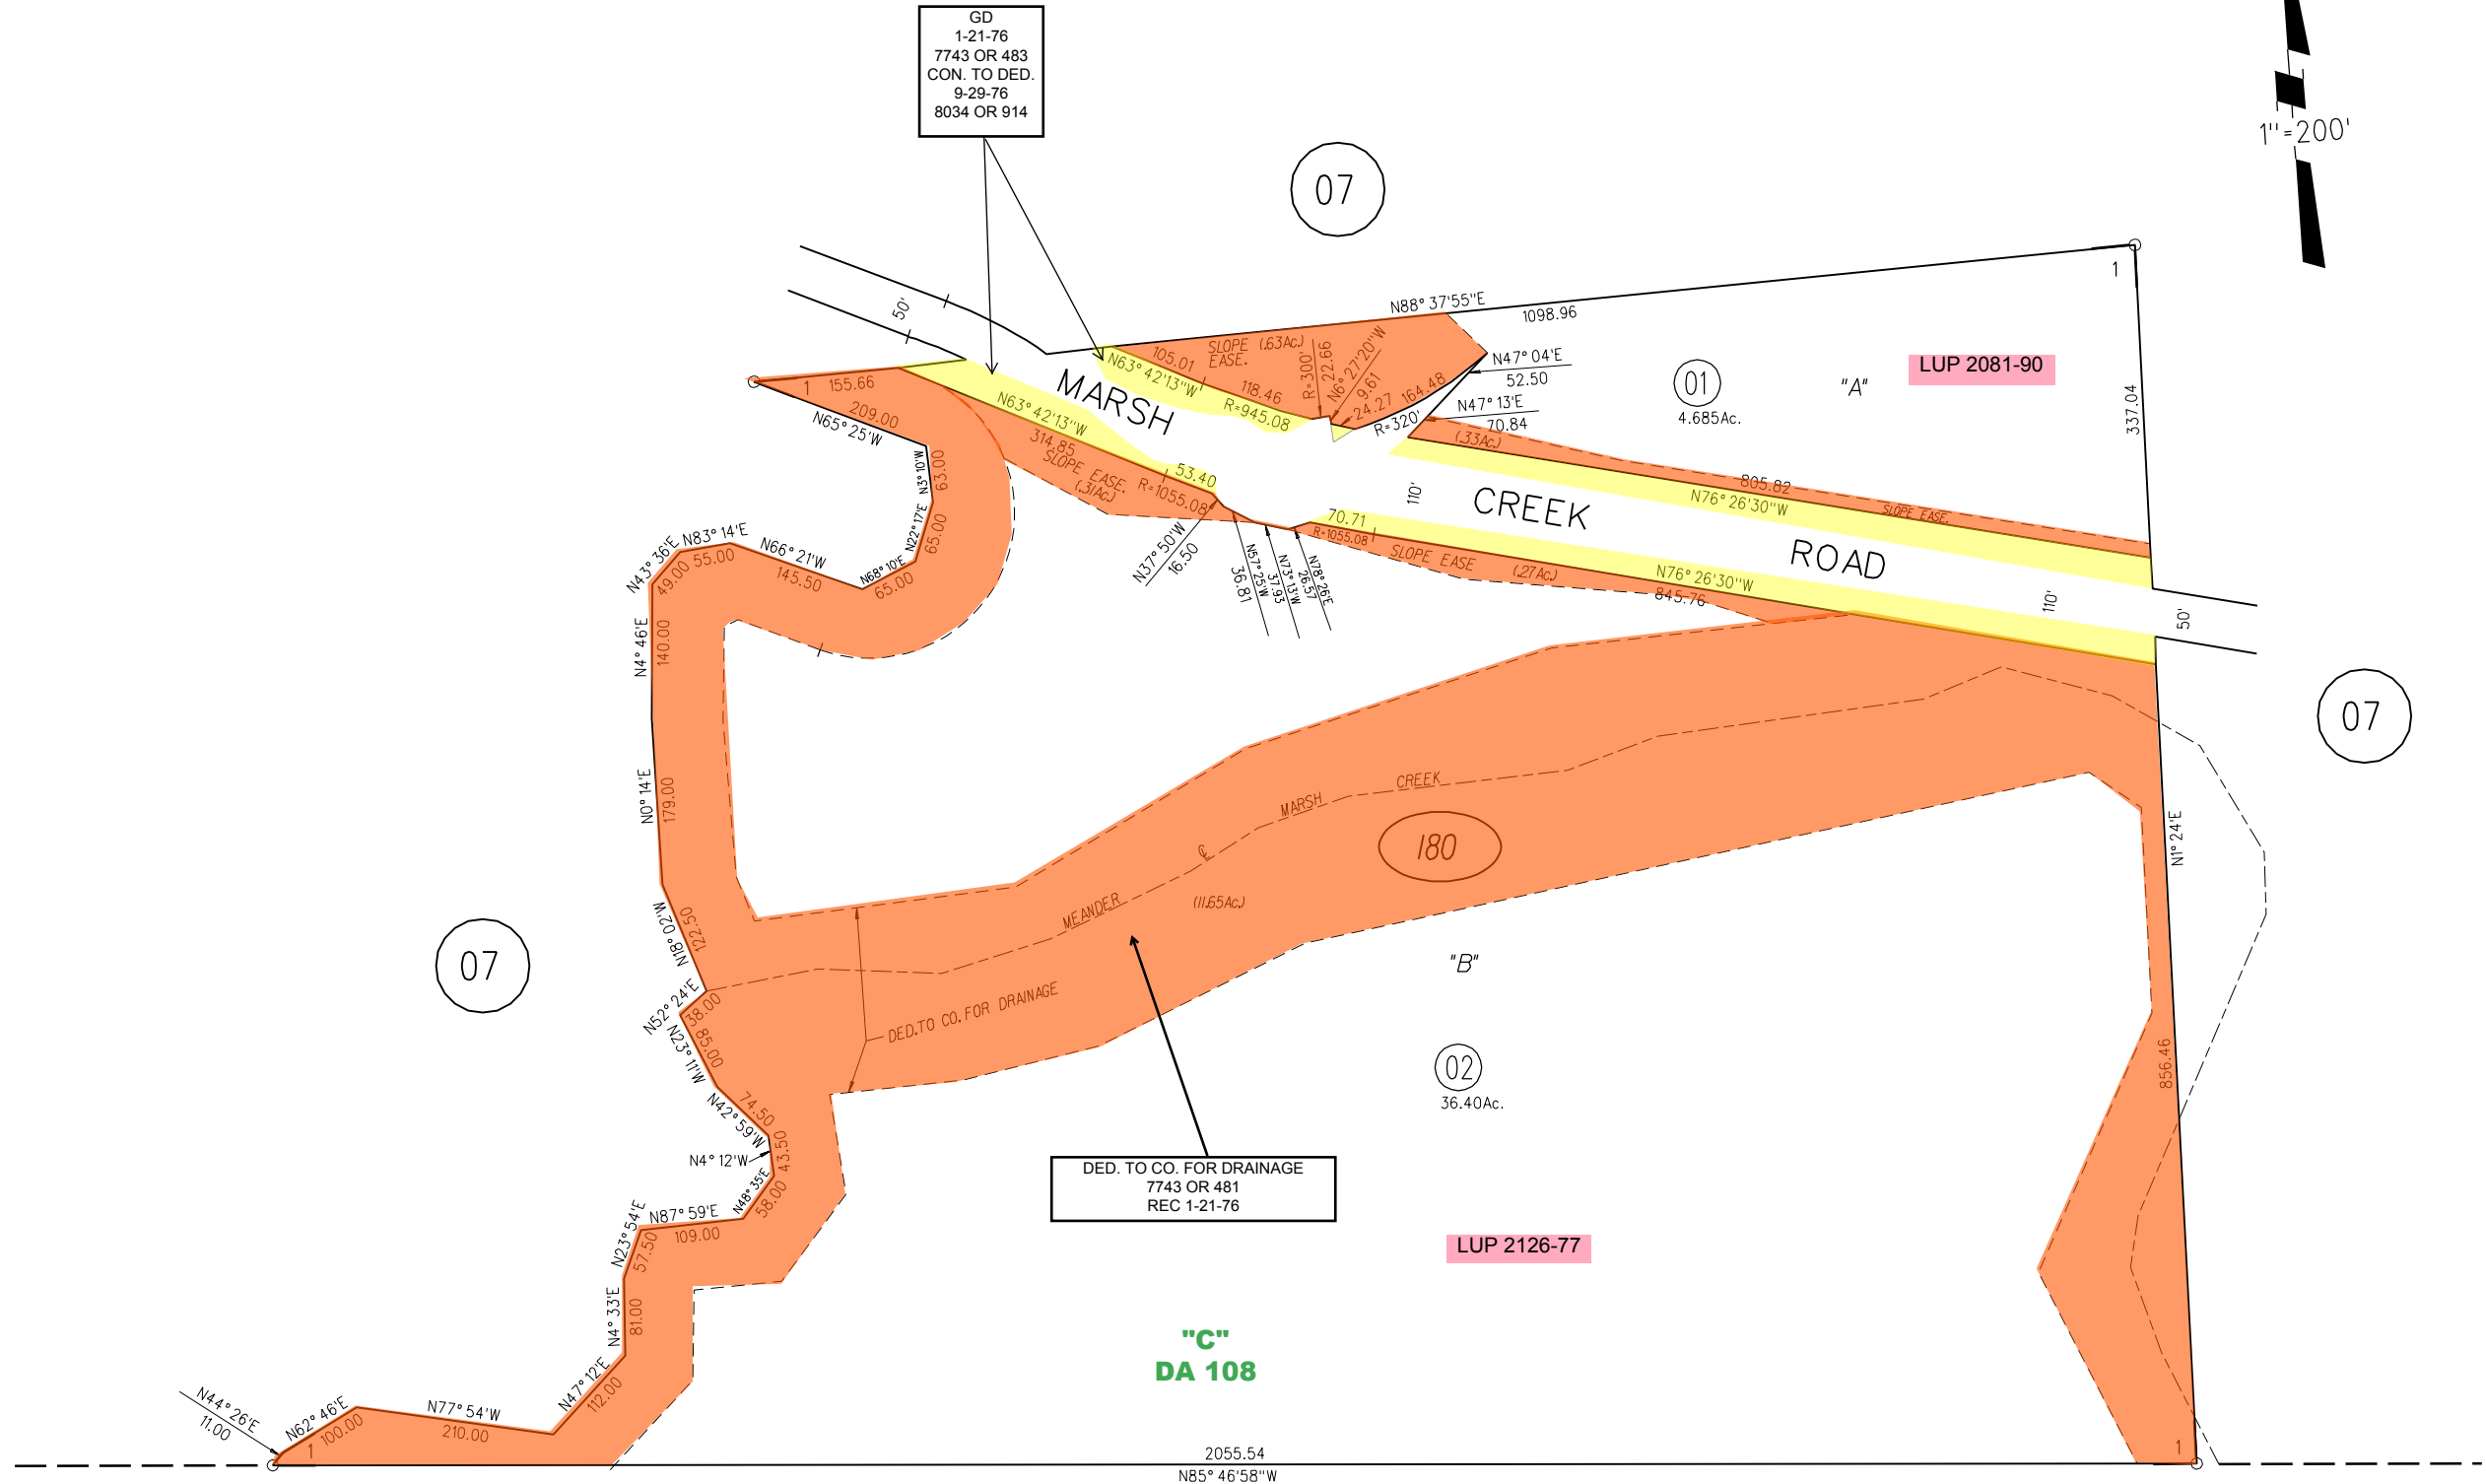 GD
1-21-76
7743 OR 483
CON. TO DED.
9-29-76
8034 OR 914
1"=200'
07
50'
N88° 37'55"E
1098.96
1
1
155.66
209.00
N65° 25'W
N63° 42'13"W
314.85
SLOPE EASE.
(.31Ac.)
53.40
R=1055.08
MARSH
105.01
N63° 42'13"W
118.46
R=945.08
SLOPE (.63Ac.)
EASE.
R=300'
22.66
N6° 27'20"W
9.61
24.27
164.48
R=320'
N47° 04'E
52.50
N47° 13'E
70.84
(.33Ac.)
01
4.685Ac.
"A"
LUP 2081-90
337.04
805.82
N76° 26'30"W
SLOPE EASE.
110'
CREEK
ROAD
110'
50'
70.71
R=1055.08
SLOPE EASE
(.27Ac.)
N76° 26'30"W
845.76
N37° 50'W
16.50
N57° 25'W
36.81
N73° 13'W
37.93
N78° 26'E
26.57
N3° 10'W
63.00
N22° 17'E
65.00
N68° 10'E
65.00
N66° 21'W
145.50
N83° 14'E
55.00
N43° 36'E
49.00
N4° 46'E
140.00
N0° 14'E
179.00
N18° 02'W
122.50
07
07
MEANDER
℄
MARSH
CREEK
180
(11.65Ac.)
N1° 24'E
856.46
N52° 24'E
38.00
N23° 11'W
85.00
DED.TO CO. FOR DRAINAGE
"B"
02
36.40Ac.
N42° 59'W
74.50
N4° 12'W
43.50
N48° 35'E
58.00
N87° 59'E
109.00
N23° 54'E
57.50
N4° 33'E
81.00
N47° 12'E
112.00
N77° 54'W
210.00
N62° 46'E
100.00
N44° 26'E
11.00
1
DED. TO CO. FOR DRAINAGE
7743 OR 481
REC 1-21-76
LUP 2126-77
"C"
DA 108
1
2055.54
N85° 46'58"W